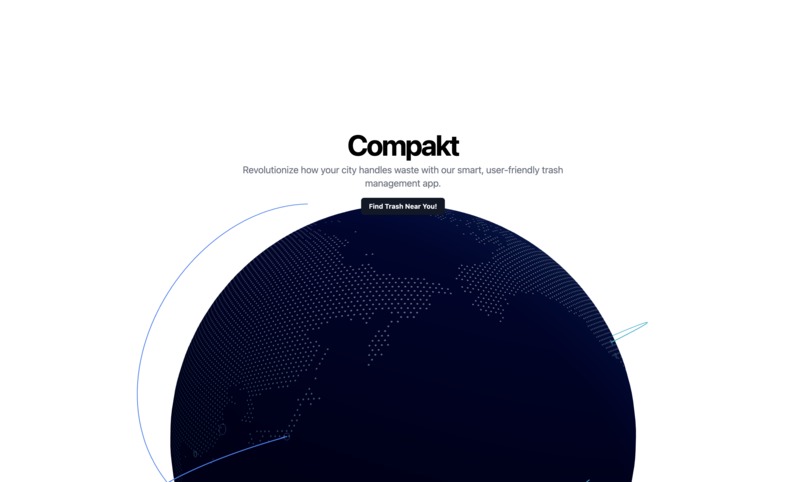 Compakt
Revolutionize how your city handles waste with our smart, user-friendly trash
management app.
Find Trash Near You!